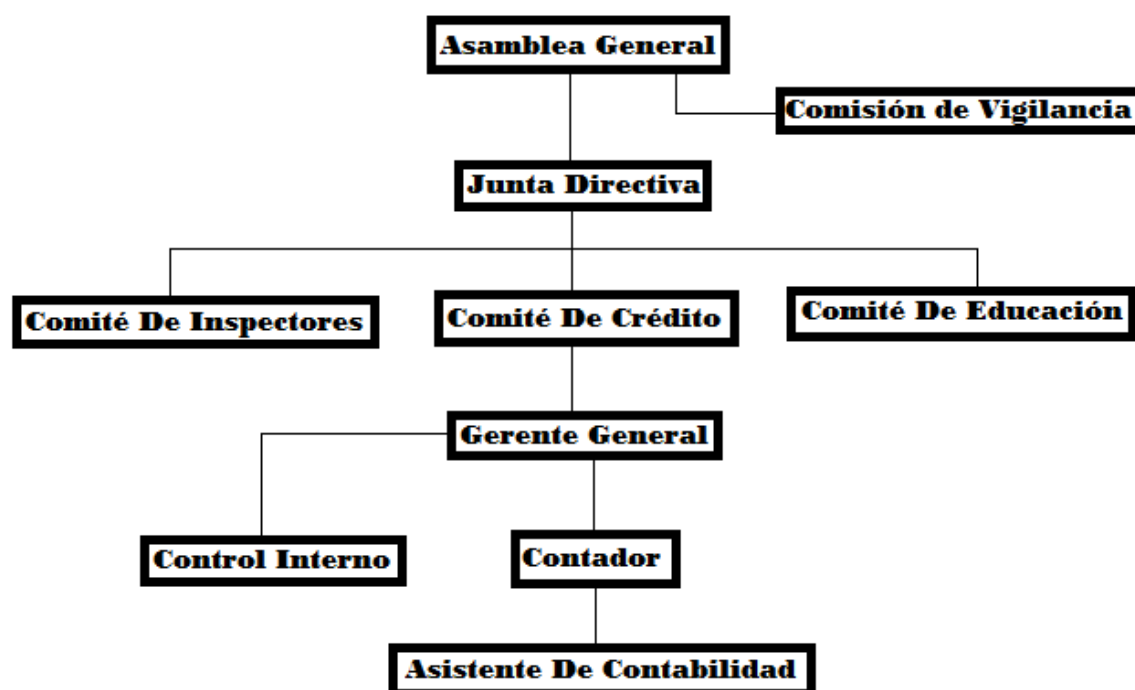 Asamblea General
Comisión de Vigilancia
Junta Directiva
Comité De Inspectores
Comité De Crédito
Comité De Educación
Gerente General
Control Interno
Contador
Asistente De Contabilidad